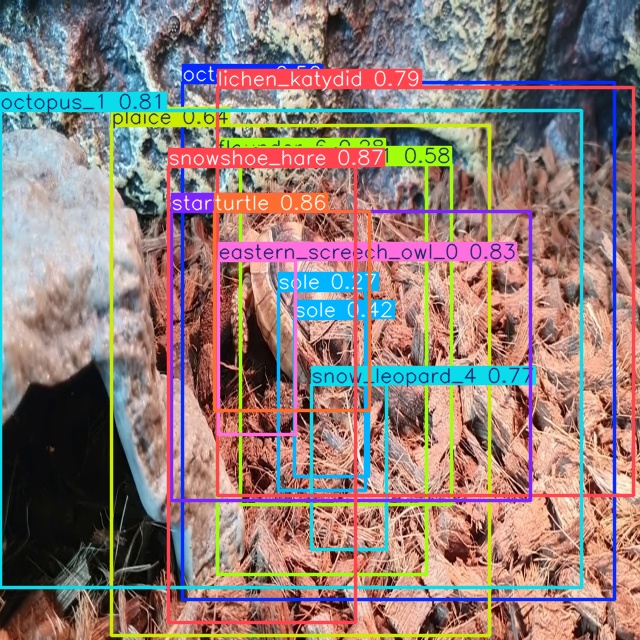 lichen_katydid 0.79
octopus_1 0.81
plaice 0.64
0.58
snowshoe_hare 0.87
turtle 0.86
eastern_screech_owl_0 0.83
sole 0.27
sole 0.42
snow_leopard_4 0.77